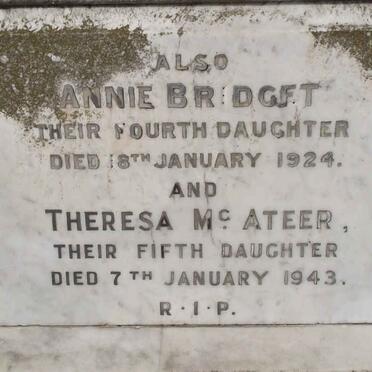 ALSO
ANNIE BRIDGET
THEIR FOURTH DAUGHTER
DIED 18TH JANUARY 1924.
AND
THERESA MC ATEER,
THEIR FIFTH DAUGHTER
DIED 7TH JANUARY 1943.
R·I·P.